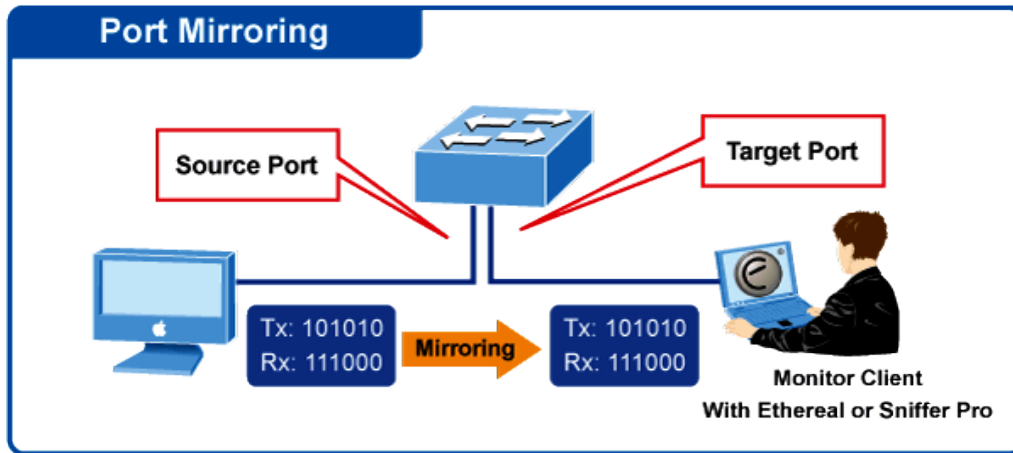 Port Mirroring
Source Port
Target Port
Tx: 101010
Rx: 111000
Mirroring
Tx: 101010
Rx: 111000
Monitor Client
With Ethereal or Sniffer Pro